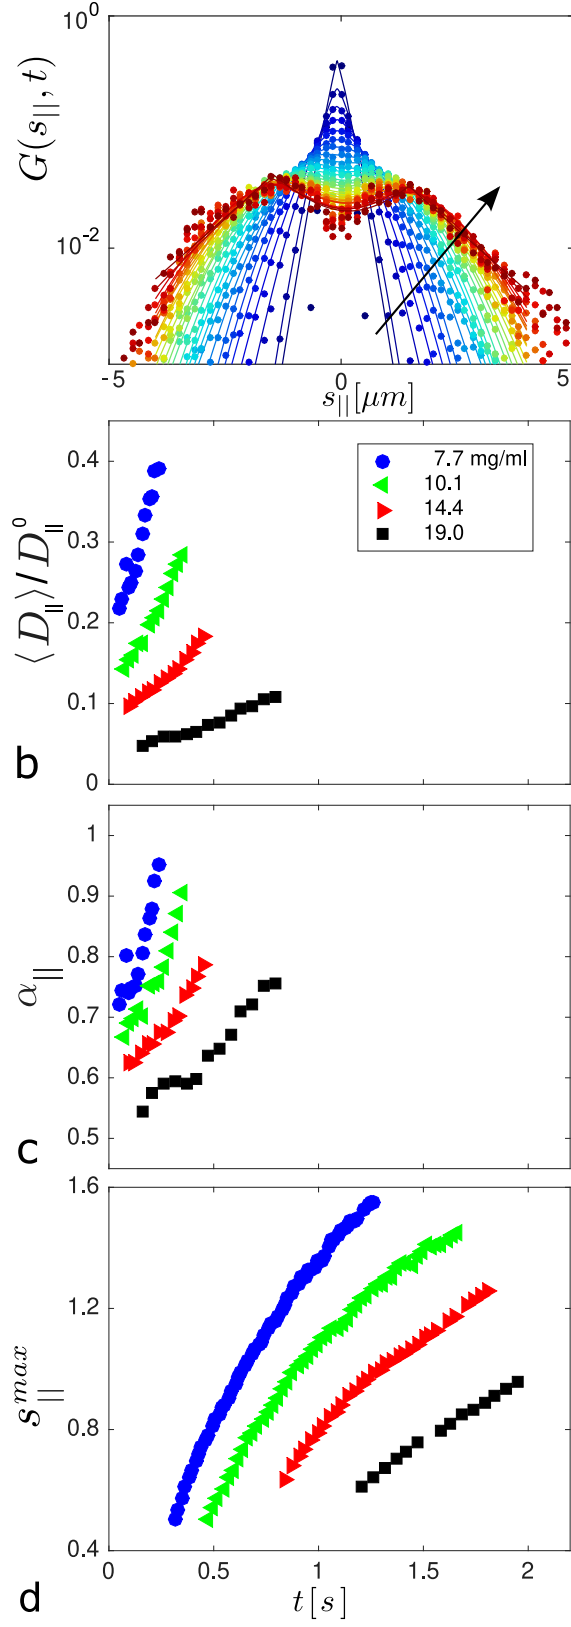 10⁰
10⁻²
G(s||, t)
-5 0 5
s|| [μm]
0.4
0.3
0.2
0.1
0
⟨D||⟩ / D||⁰
7.7 mg/ml
10.1
14.4
19.0
b
1
0.9
0.8
0.7
0.6
0.5
α||
c
1.6
1.2
0.8
0.4
s||ᵐᵃˣ
0 0.5 1 1.5 2
t [s]
d